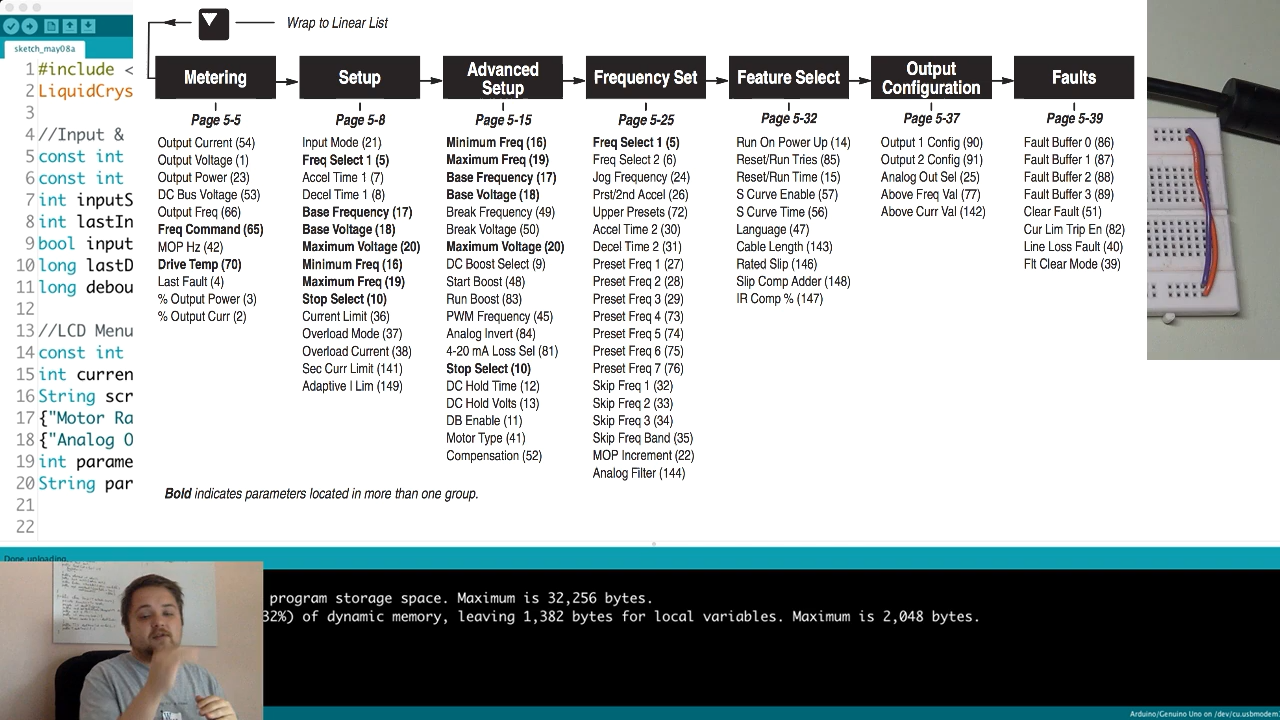 Wrap to Linear List
sketch_may08a
Metering
Setup
Advanced
Setup
Frequency Set
Feature Select
Output
Configuration
Faults
Page 5-5
Output Current (54)
Output Voltage (1)
Output Power (23)
DC Bus Voltage (53)
Output Freq (66)
Freq Command (65)
MOP Hz (42)
Drive Temp (70)
Last Fault (4)
% Output Power (3)
% Output Curr (2)
Page 5-8
Input Mode (21)
Freq Select 1 (5)
Accel Time 1 (7)
Decel Time 1 (8)
Base Frequency (17)
Base Voltage (18)
Maximum Voltage (20)
Minimum Freq (16)
Maximum Freq (19)
Stop Select (10)
Current Limit (36)
Overload Mode (37)
Overload Current (38)
Sec Curr Limit (141)
Adaptive I Lim (149)
Page 5-15
Minimum Freq (16)
Maximum Freq (19)
Base Frequency (17)
Base Voltage (18)
Break Frequency (49)
Break Voltage (50)
Maximum Voltage (20)
DC Boost Select (9)
Start Boost (48)
Run Boost (83)
PWM Frequency (45)
Analog Invert (84)
4-20 mA Loss Sel (81)
Stop Select (10)
DC Hold Time (12)
DC Hold Volts (13)
DB Enable (11)
Motor Type (41)
Compensation (52)
Page 5-25
Freq Select 1 (5)
Freq Select 2 (6)
Jog Frequency (24)
Prst/2nd Accel (26)
Upper Presets (72)
Accel Time 2 (30)
Decel Time 2 (31)
Preset Freq 1 (27)
Preset Freq 2 (28)
Preset Freq 3 (29)
Preset Freq 4 (73)
Preset Freq 5 (74)
Preset Freq 6 (75)
Preset Freq 7 (76)
Skip Freq 1 (32)
Skip Freq 2 (33)
Skip Freq 3 (34)
Skip Freq Band (35)
MOP Increment (22)
Analog Filter (144)
Page 5-32
Run On Power Up (14)
Reset/Run Tries (85)
Reset/Run Time (15)
S Curve Enable (57)
S Curve Time (56)
Language (47)
Cable Length (143)
Rated Slip (146)
Slip Comp Adder (148)
IR Comp % (147)
Page 5-37
Output 1 Config (90)
Output 2 Config (91)
Analog Out Sel (25)
Above Freq Val (77)
Above Curr Val (142)
Page 5-39
Fault Buffer 0 (86)
Fault Buffer 1 (87)
Fault Buffer 2 (88)
Fault Buffer 3 (89)
Clear Fault (51)
Cur Lim Trip En (82)
Line Loss Fault (40)
Flt Clear Mode (39)
Bold indicates parameters located in more than one group.
1 #include <
2 LiquidCrys
3
4 //Input &
5 const int
6 const int
7 int inputS
8 int lastIn
9 bool input
10 long lastD
11 long debou
12
13 //LCD Menu
14 const int
15 int curren
16 String scr
17 {"Motor Ra
18 {"Analog O
19 int parame
20 String par
21
22
Done uploading.
program storage space. Maximum is 32,256 bytes.
32%) of dynamic memory, leaving 1,382 bytes for local variables. Maximum is 2,048 bytes.
Arduino/Genuino Uno on /dev/cu.usbmodem